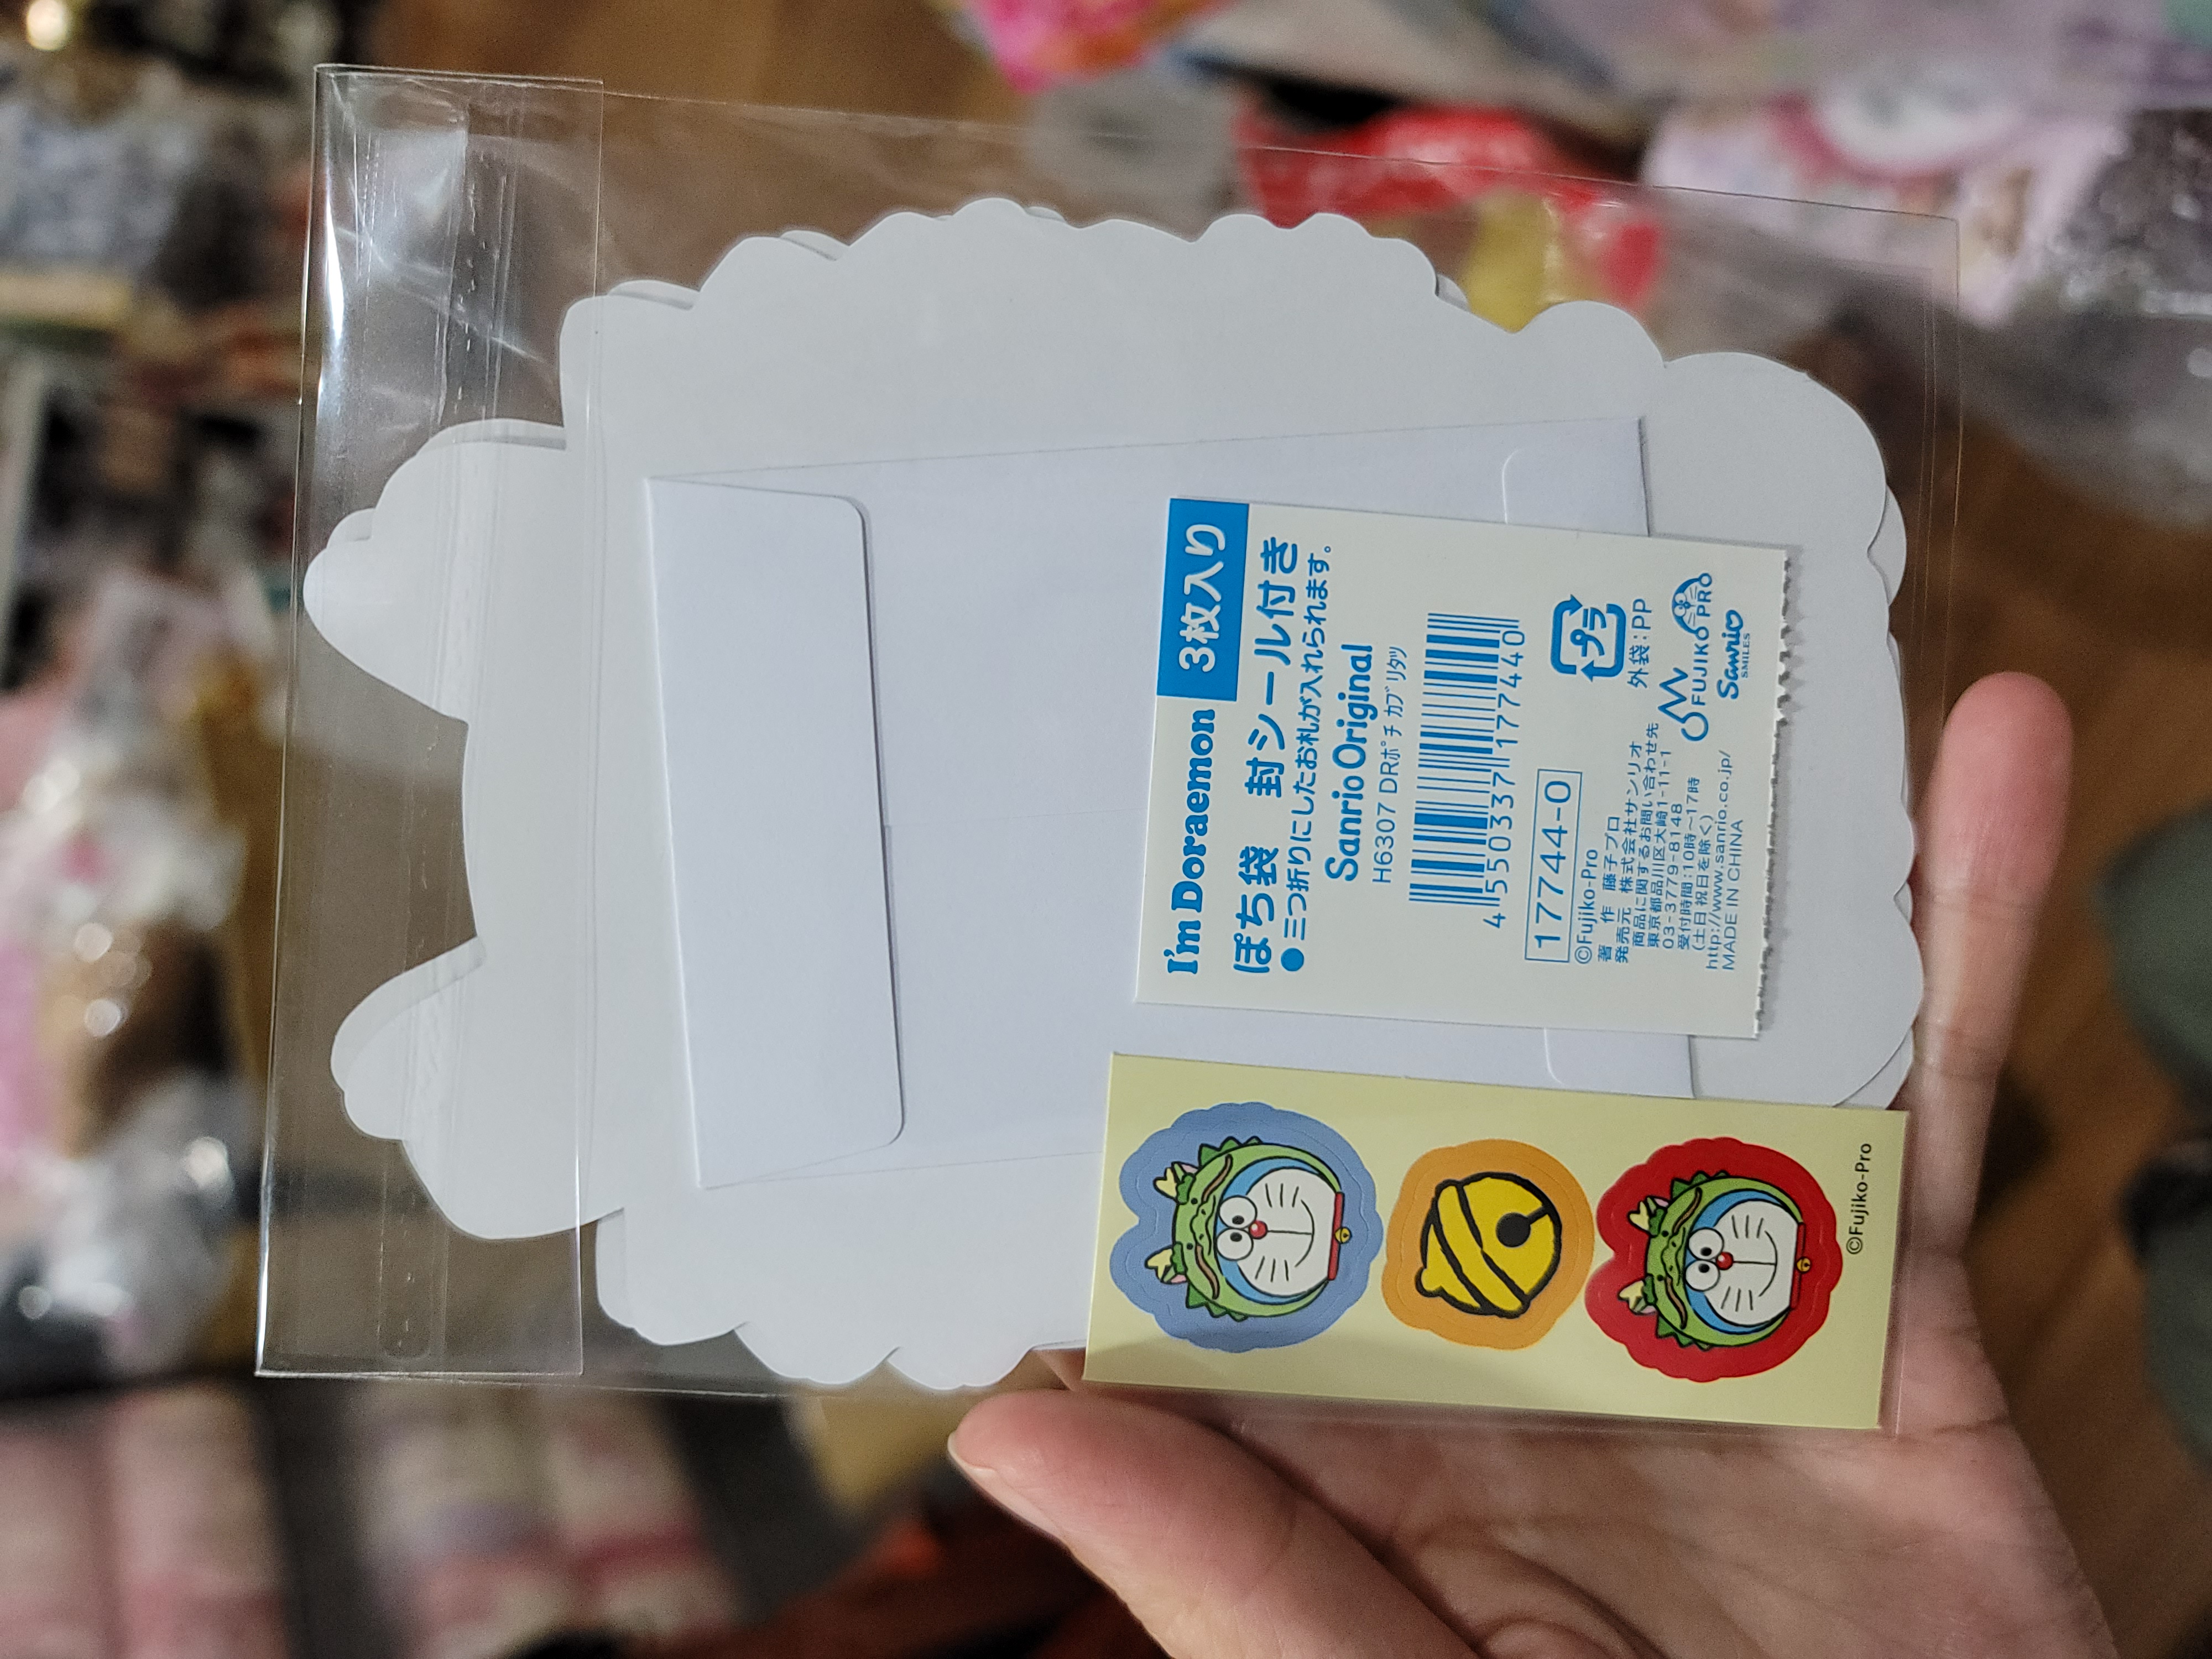 I'm Doraemon 3枚入り
ぽち袋 封シール付き
●三つ折りにしたお札が入れられます。
Sanrio Original
H6307 DRポチ カブリタツ
4 550337 177440
17744-0
プラ
外袋:PP
©Fujiko-Pro
著 作 藤子プロ
発売元 株式会社サンリオ
商品に関するお問い合わせ先
東京都品川区大崎1-11-1
03-3779-8148
受付時間:10時~17時
(土日祝日を除く)
http://www.sanrio.co.jp/
MADE IN CHINA
FUJIKO PRO
Sanrio
SMILES
©Fujiko-Pro